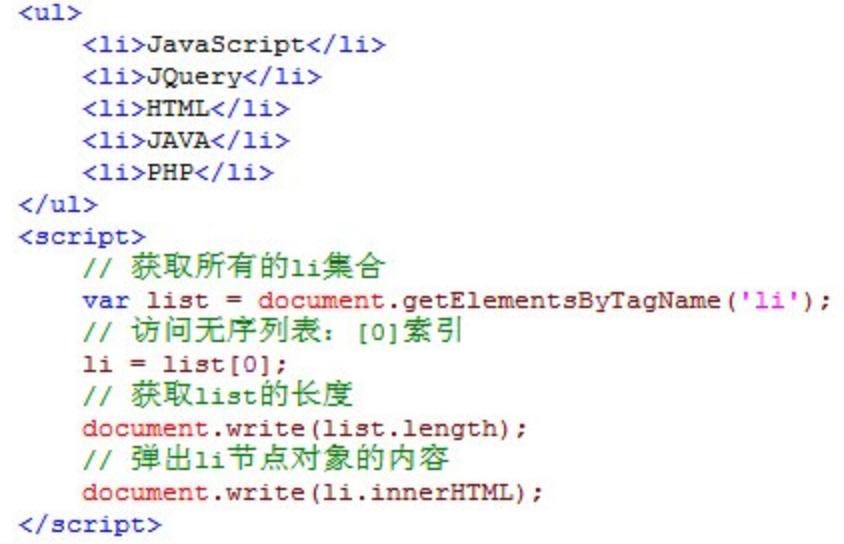 <ul>
<li>JavaScript</li>
<li>JQuery</li>
<li>HTML</li>
<li>JAVA</li>
<li>PHP</li>
</ul>
<script>
// 获取所有的li集合
var list = document.getElementsByTagName('li');
// 访问无序列表: [0]索引
li = list[0];
// 获取list的长度
document.write(list.length);
// 弹出li节点对象的内容
document.write(li.innerHTML);
</script>